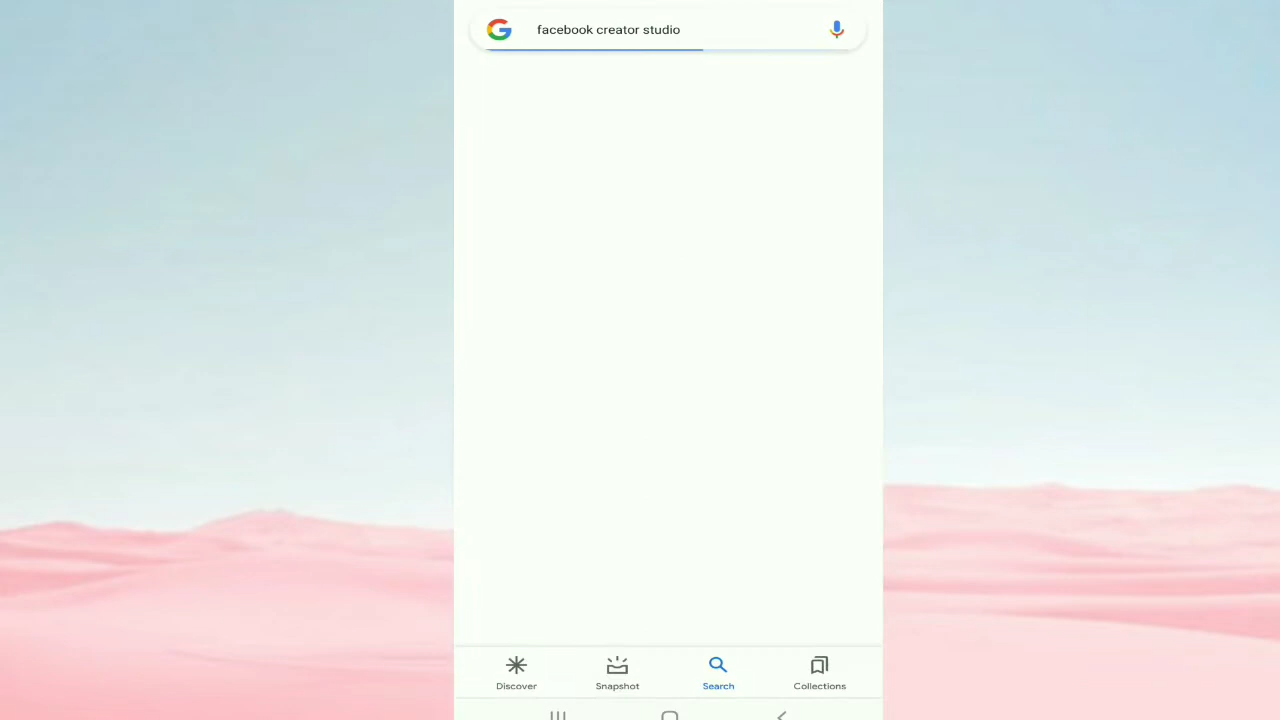 facebook creator studio
Discover
Snapshot
Search
Collections